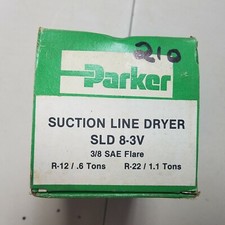 210
Parker
SUCTION LINE DRYER
SLD 8-3V
3/8 SAE Flare
R-12 / .6 Tons R-22 / 1.1 Tons